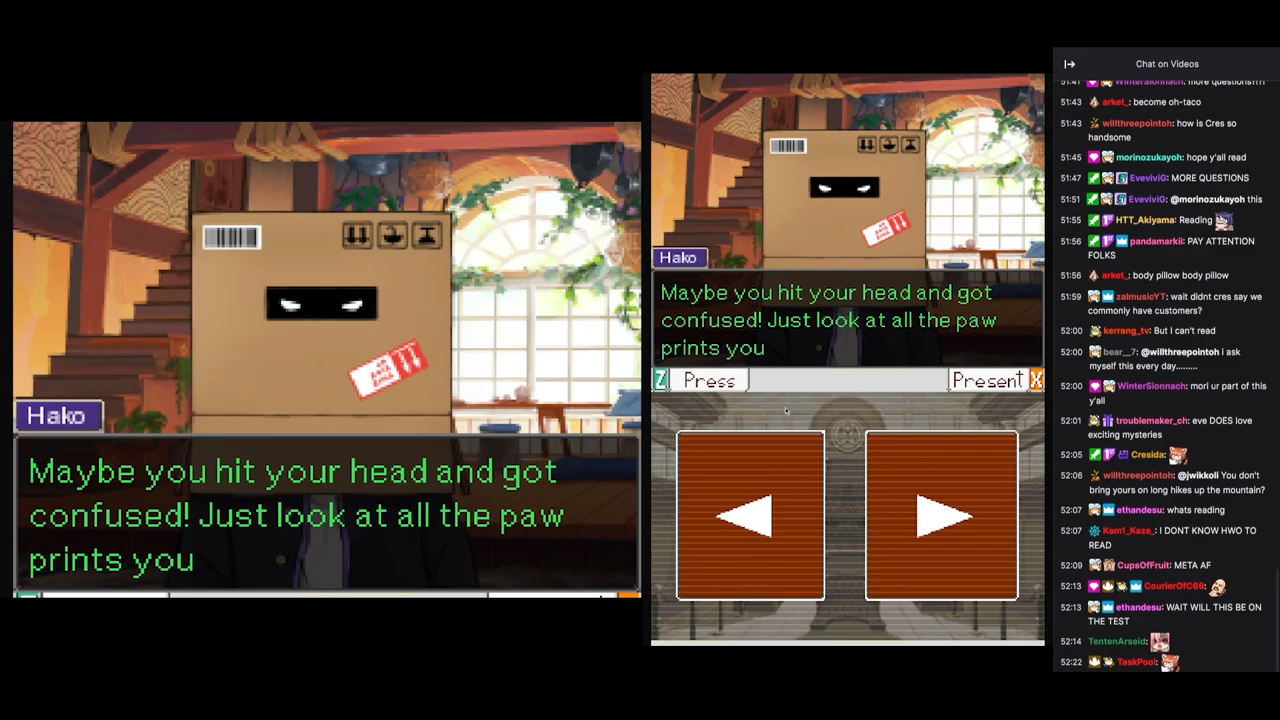 Hako
Maybe you hit your head and got
confused! Just look at all the paw
prints you
Hako
Maybe you hit your head and got
confused! Just look at all the paw
prints you
Z Press
Present X
Chat on Videos
51:41 WinterSionnach: more questions????
51:43 arket_: become oh-taco
51:43 willthreepointoh: how is Cres so
handsome
51:45 morinozukayoh: hope y'all read
51:47 EveviviG: MORE QUESTIONS
51:51 EveviviG: @morinozukayoh this
51:55 HTT_Akiyama: Reading
51:56 pandamarkii: PAY ATTENTION
FOLKS
51:56 arket_: body pillow body pillow
51:59 zalmusicYT: wait didnt cres say we
commonly have customers?
52:00 kerrang_tv: But I can't read
52:00 bear__7: @willthreepointoh i ask
myself this every day.........
52:00 WinterSionnach: mori ur part of this
y'all
52:01 troublemaker_ch: eve DOES love
exciting mysteries
52:05 Cresida:
52:06 willthreepointoh: @jwikkoli You don't
bring yours on long hikes up the mountain?
52:07 ethandesu: whats reading
52:07 Kam1_Kaze_: I DONT KNOW HWO TO
READ
52:09 CupsOfFruit: META AF
52:13 CourierOfC69:
52:13 ethandesu: WAIT WILL THIS BE ON
THE TEST
52:14 TentenArseid:
52:22 TaskPool: